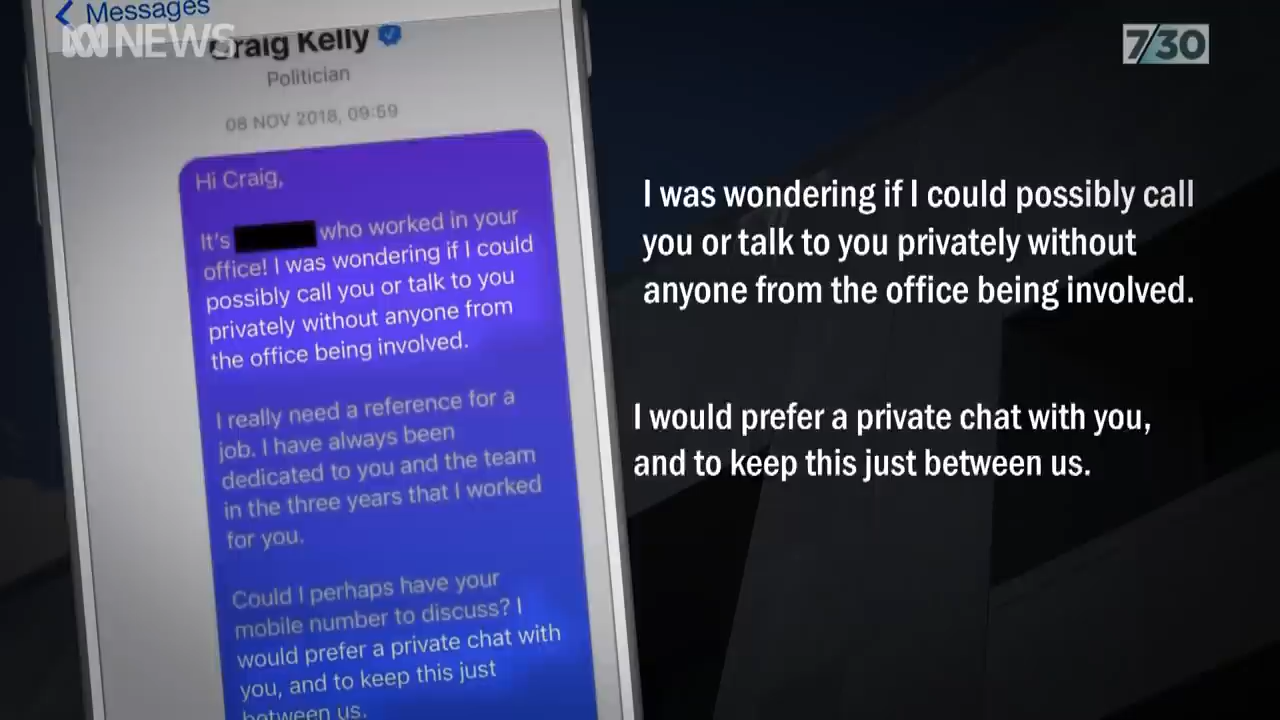 Messages
NEWS
Craig Kelly
Politician
08 NOV 2018, 09:59
Hi Craig,
It's who worked in your
office! I was wondering if I could
possibly call you or talk to you
privately without anyone from
the office being involved.
I really need a reference for a
job. I have always been
dedicated to you and the team
in the three years that I worked
for you.
Could I perhaps have your
mobile number to discuss? I
would prefer a private chat with
you, and to keep this just
between us.
7/30
I was wondering if I could possibly call
you or talk to you privately without
anyone from the office being involved.
I would prefer a private chat with you,
and to keep this just between us.